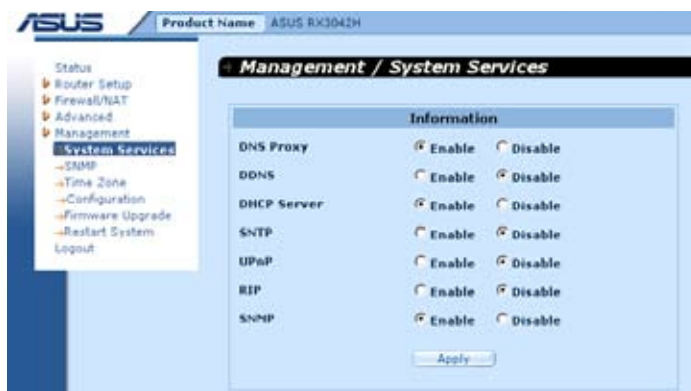 ASUS Product Name ASUS RX3042H
Status
Router Setup
Firewall/NAT
Advanced
Management
System Services
SNMP
Time Zone
Configuration
Firmware Upgrade
Restart System
Logout
Management / System Services
Information
DNS Proxy Enable Disable
DDNS Enable Disable
DHCP Server Enable Disable
SNTP Enable Disable
UPnP Enable Disable
RIP Enable Disable
SNMP Enable Disable
Apply